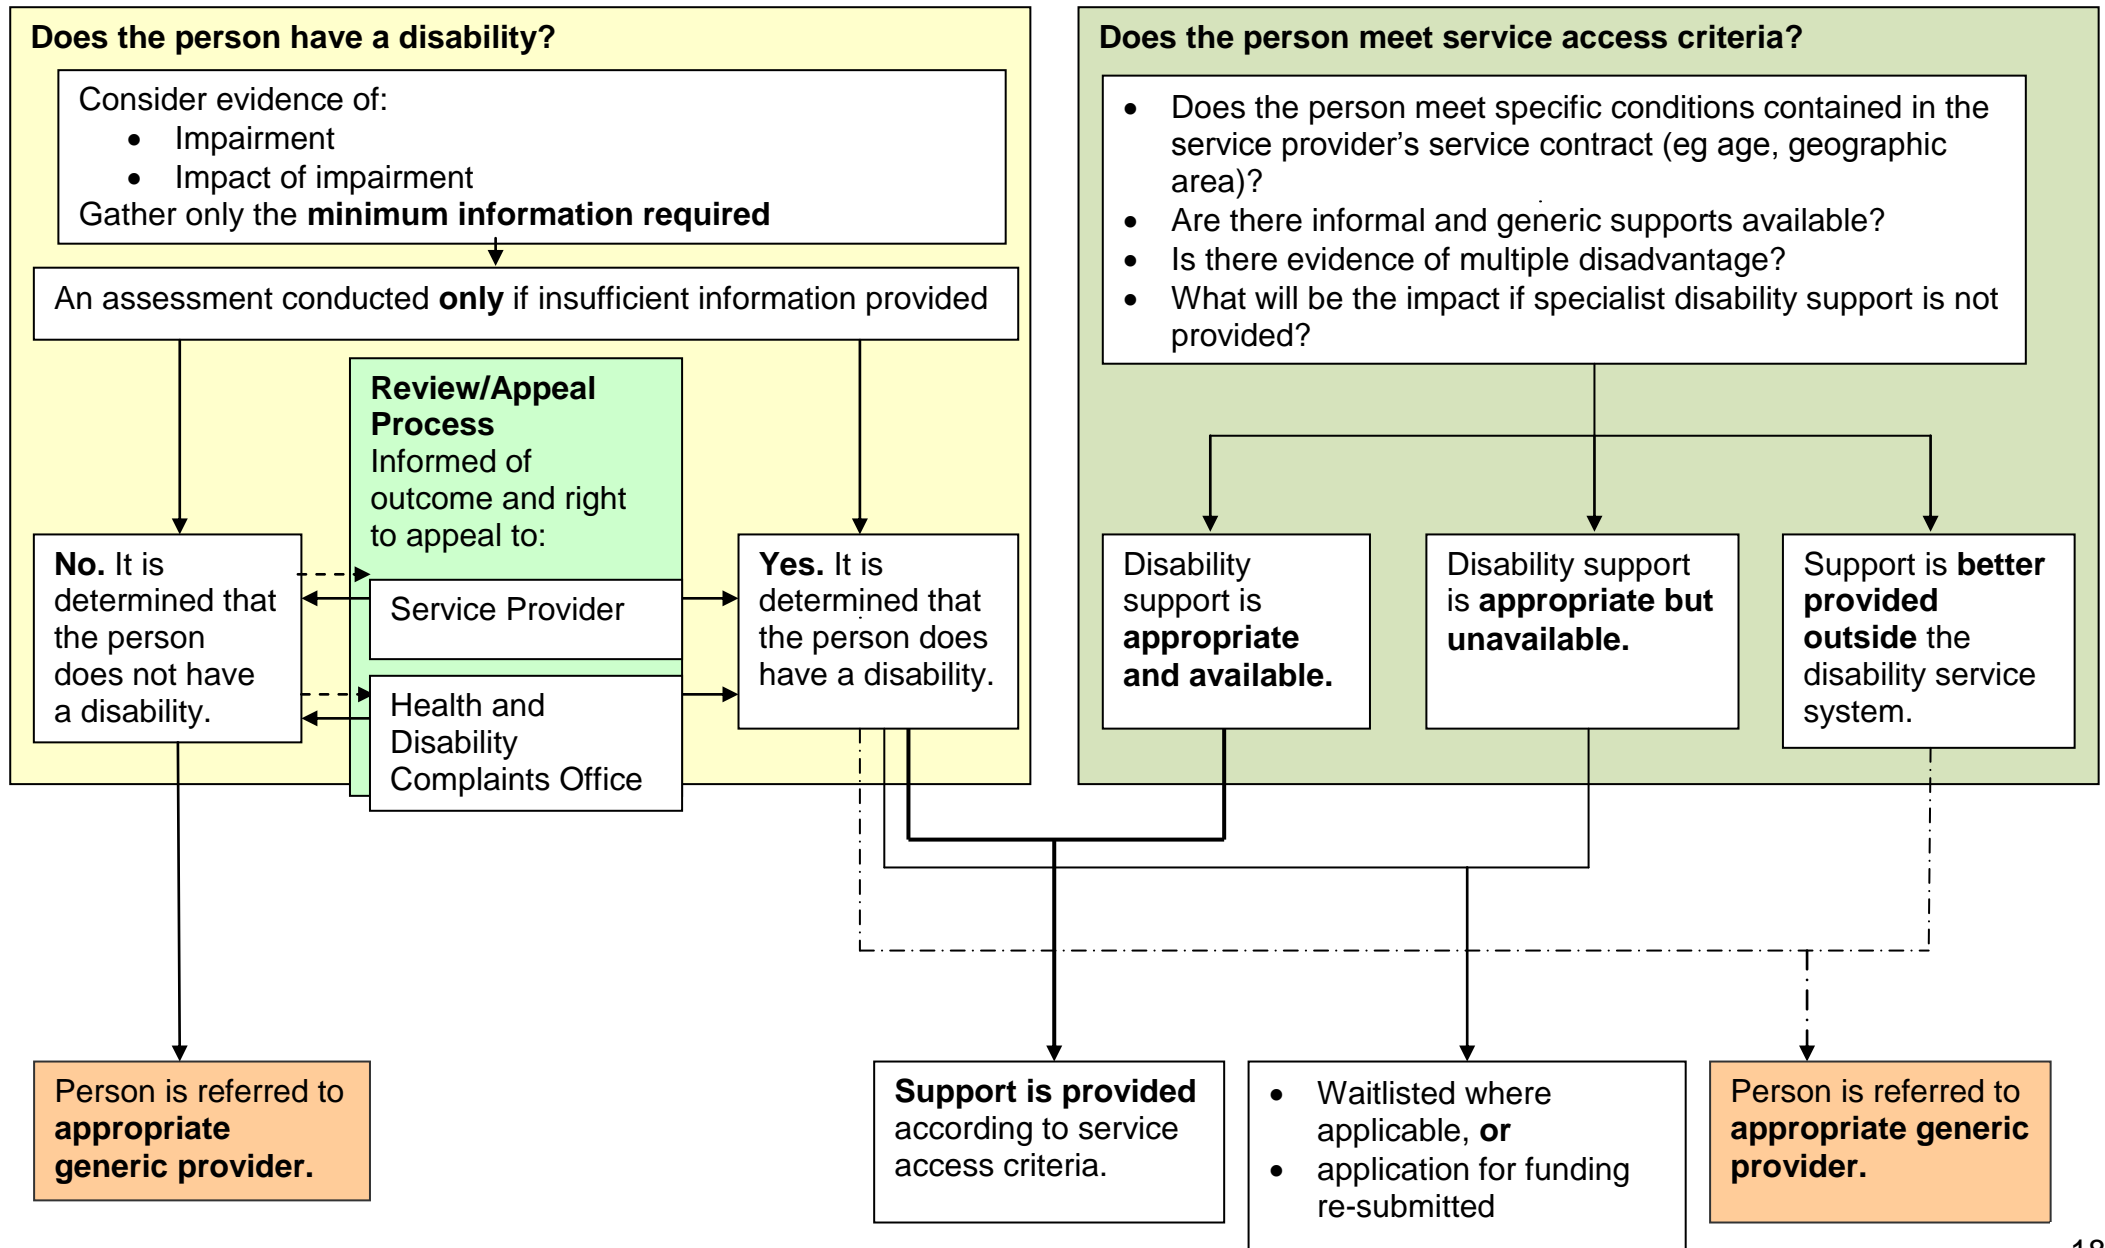 Does the person have a disability?
Consider evidence of:
• Impairment
• Impact of impairment
Gather only the minimum information required
An assessment conducted only if insufficient information provided
Review/Appeal
Process
Informed of
outcome and right
to appeal to:
No. It is
determined that
the person
does not have
a disability.
Service Provider
Health and
Disability
Complaints Office
Yes. It is
determined that
the person does
have a disability.
Does the person meet service access criteria?
• Does the person meet specific conditions contained in the
service provider’s service contract (eg age, geographic
area)?
• Are there informal and generic supports available?
• Is there evidence of multiple disadvantage?
• What will be the impact if specialist disability support is not
provided?
Disability
support is
appropriate
and available.
Disability support
is appropriate but
unavailable.
Support is better
provided
outside the
disability service
system.
Person is referred to
appropriate
generic provider.
Support is provided
according to service
access criteria.
• Waitlisted where
applicable, or
• application for funding
re-submitted
Person is referred to
appropriate generic
provider.